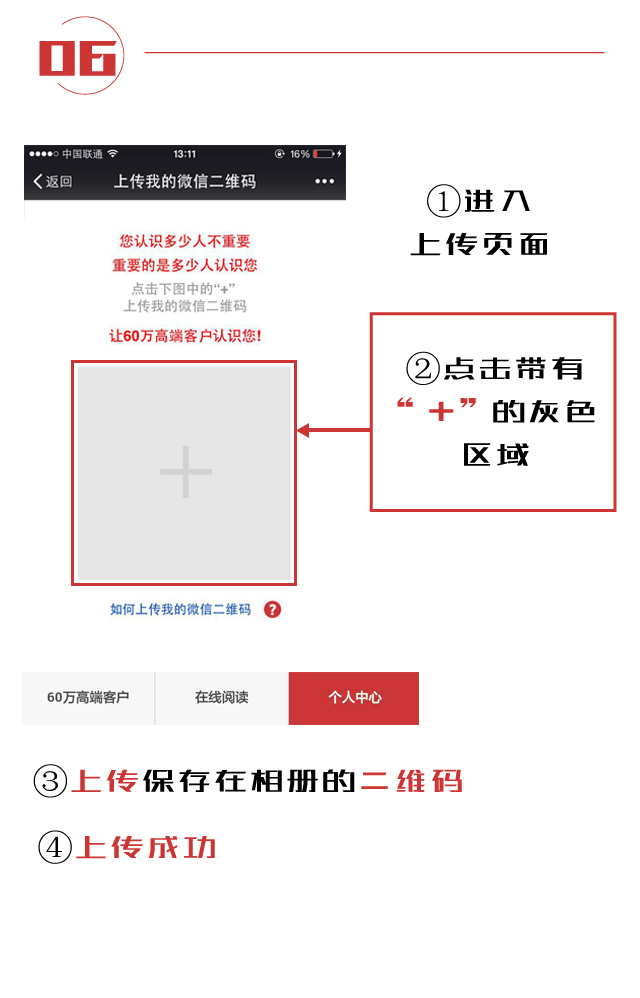 06
中国联通 13:11 16%
返回 上传我的微信二维码
您认识多少人不重要
重要的是多少人认识您
点击下图中的“+”
上传我的微信二维码
让60万高端客户认识您!
如何上传我的微信二维码 ?
60万高端客户 在线阅读 个人中心
①进入
上传页面
②点击带有
“+”的灰色
区域
③上传保存在相册的二维码
④上传成功